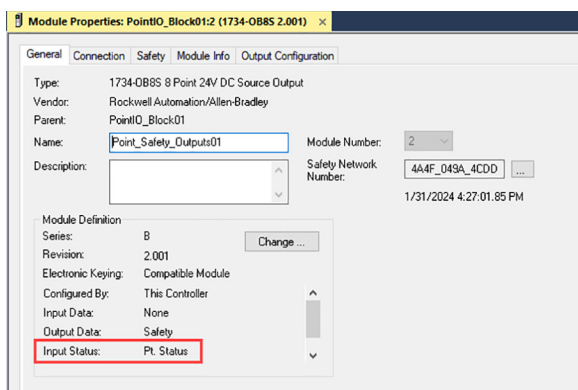 Module Properties: PointIO_Block01:2 (1734-OB8S 2.001) ×
General Connection Safety Module Info Output Configuration
Type: 1734-OB8S 8 Point 24V DC Source Output
Vendor: Rockwell Automation/Allen-Bradley
Parent: PointIO_Block01
Name: Point_Safety_Outputs01 Module Number: 2
Description: Safety Network Number: 4A4F_049A_4CDD ...
1/31/2024 4:27:01.85 PM
Module Definition
Series: B Change ...
Revision: 2.001
Electronic Keying: Compatible Module
Configured By: This Controller
Input Data: None
Output Data: Safety
Input Status: Pt. Status